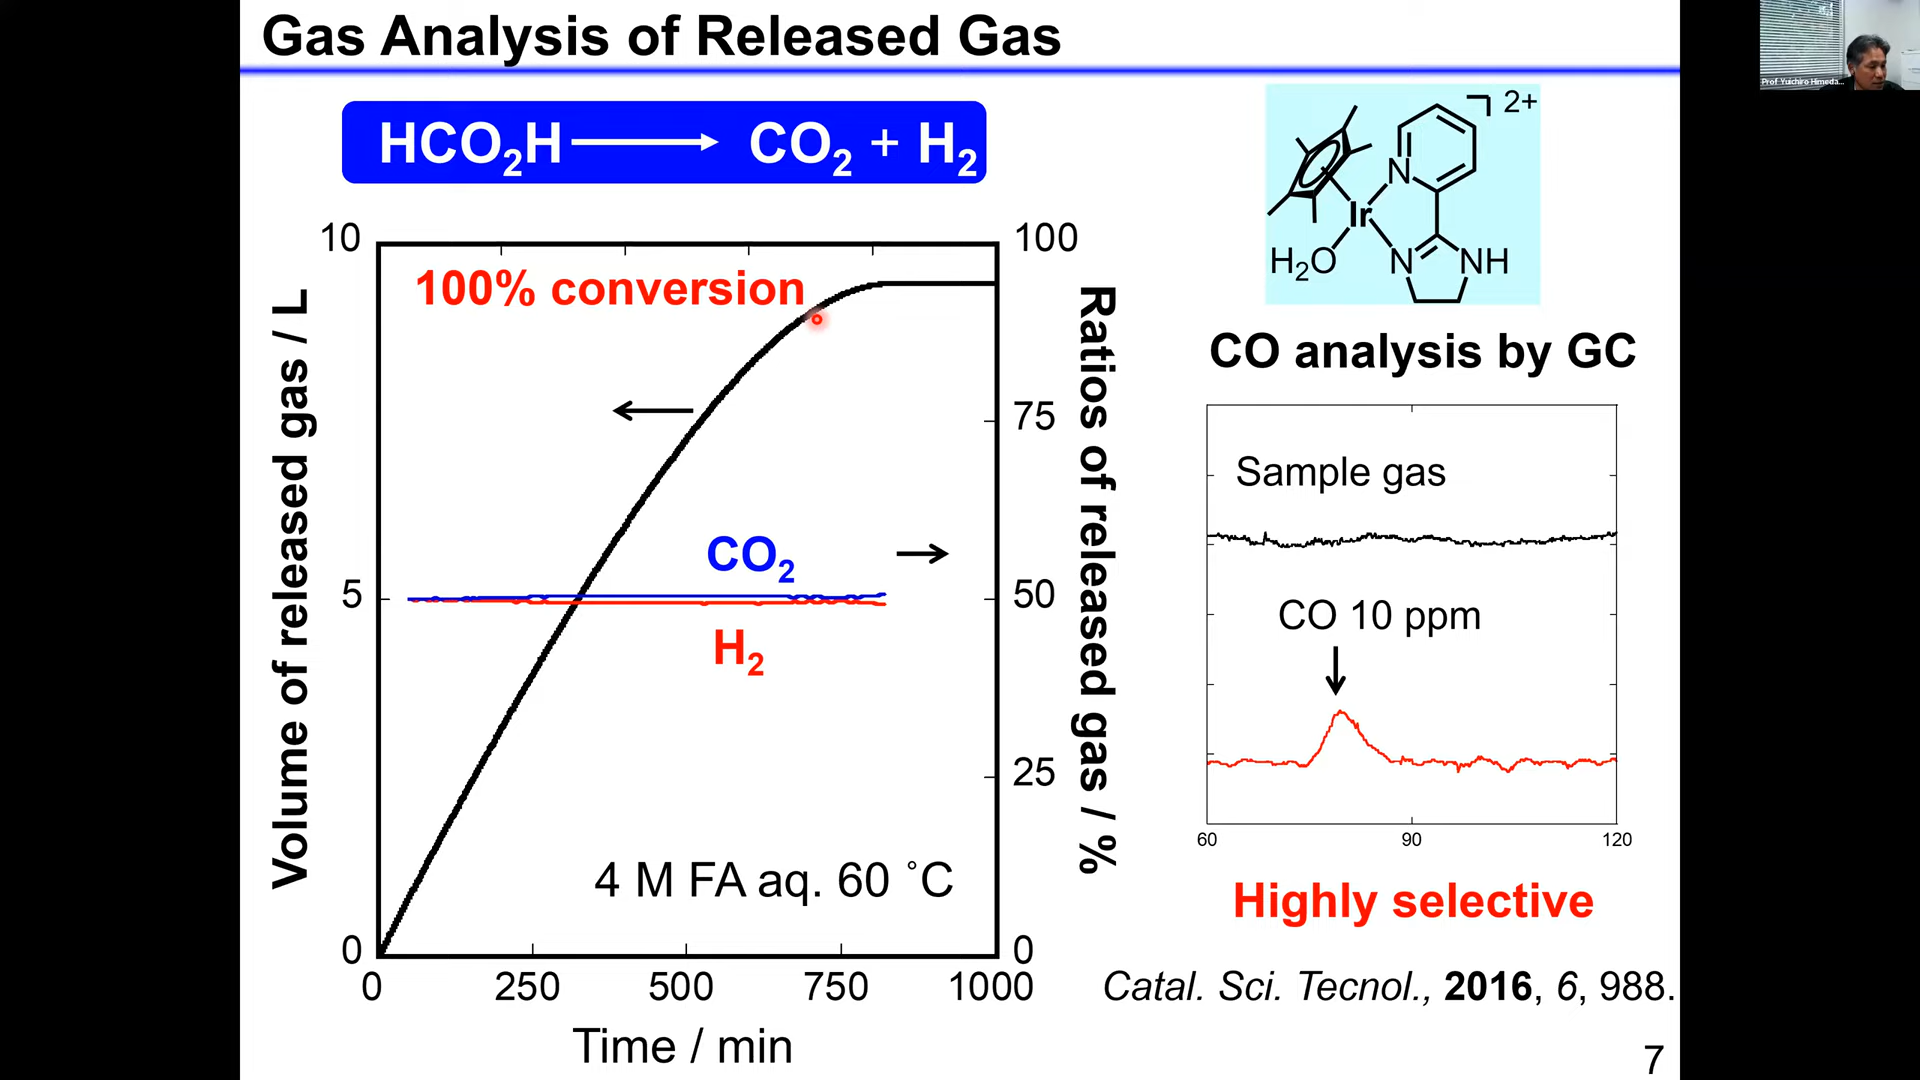 Gas Analysis of Released Gas
Prof Yuichiro Himeda...
HCO2H CO2 + H2
2+
N
Ir
H2O
N
NH
10
100
100% conversion
75
CO2
5
50
H2
25
4 M FA aq. 60 ˚C
0
0
0 250 500 750 1000
Time / min
Volume of released gas / L
Ratios of released gas / %
CO analysis by GC
Sample gas
CO 10 ppm
60 90 120
Highly selective
Catal. Sci. Tecnol., 2016, 6, 988.
7